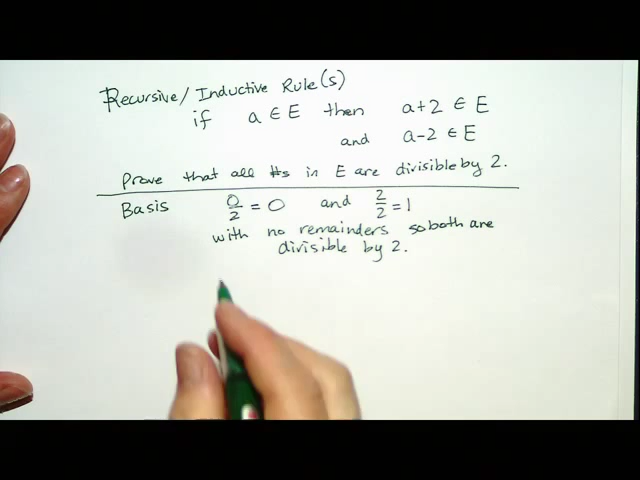 Recursive/Inductive Rule(s)
if a ∈ E then a+2 ∈ E
and a-2 ∈ E
Prove that all #s in E are divisible by 2.
Basis 0/2 = 0 and 2/2 = 1
with no remainders so both are
divisible by 2.